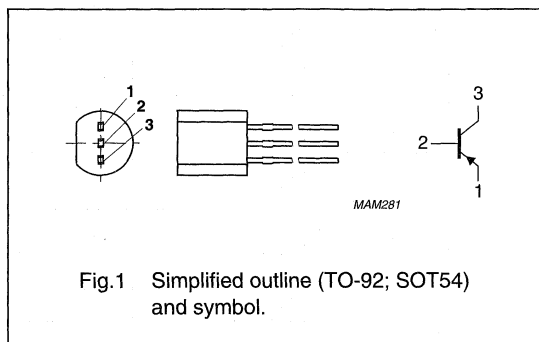 1
2
3
3
2
1
MAM281
Fig.1 Simplified outline (TO-92; SOT54)
and symbol.